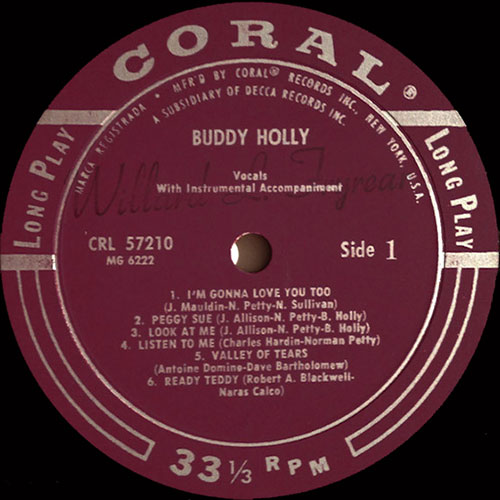 CORAL
MARCA REGISTRADA • MFR'D BY CORAL® RECORDS INC., NEW YORK, U.S.A.
A SUBSIDIARY OF DECCA RECORDS INC.
LONG PLAY
LONG PLAY
BUDDY HOLLY
Vocals
With Instrumental Accompaniment
Willard
CRL 57210
MG 6222
Side 1
1. I'M GONNA LOVE YOU TOO
(J. Mauldin-N. Petty-N. Sullivan)
2. PEGGY SUE (J. Allison-N. Petty-B. Holly)
3. LOOK AT ME (J. Allison-N. Petty-B. Holly)
4. LISTEN TO ME (Charles Hardin-Norman Petty)
5. VALLEY OF TEARS
(Antoine Domino-Dave Bartholomew)
6. READY TEDDY (Robert A. Blackwell-
Naras Calco)
33 1/3 RPM